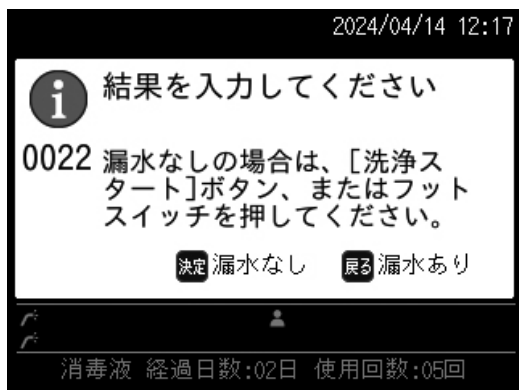 2024/04/14 12:17
結果を入力してください
0022 漏水なしの場合は、[洗浄ス
タート]ボタン、またはフット
スイッチを押してください。
決定 漏水なし 戻る 漏水あり
消毒液 経過日数:02日 使用回数:05回